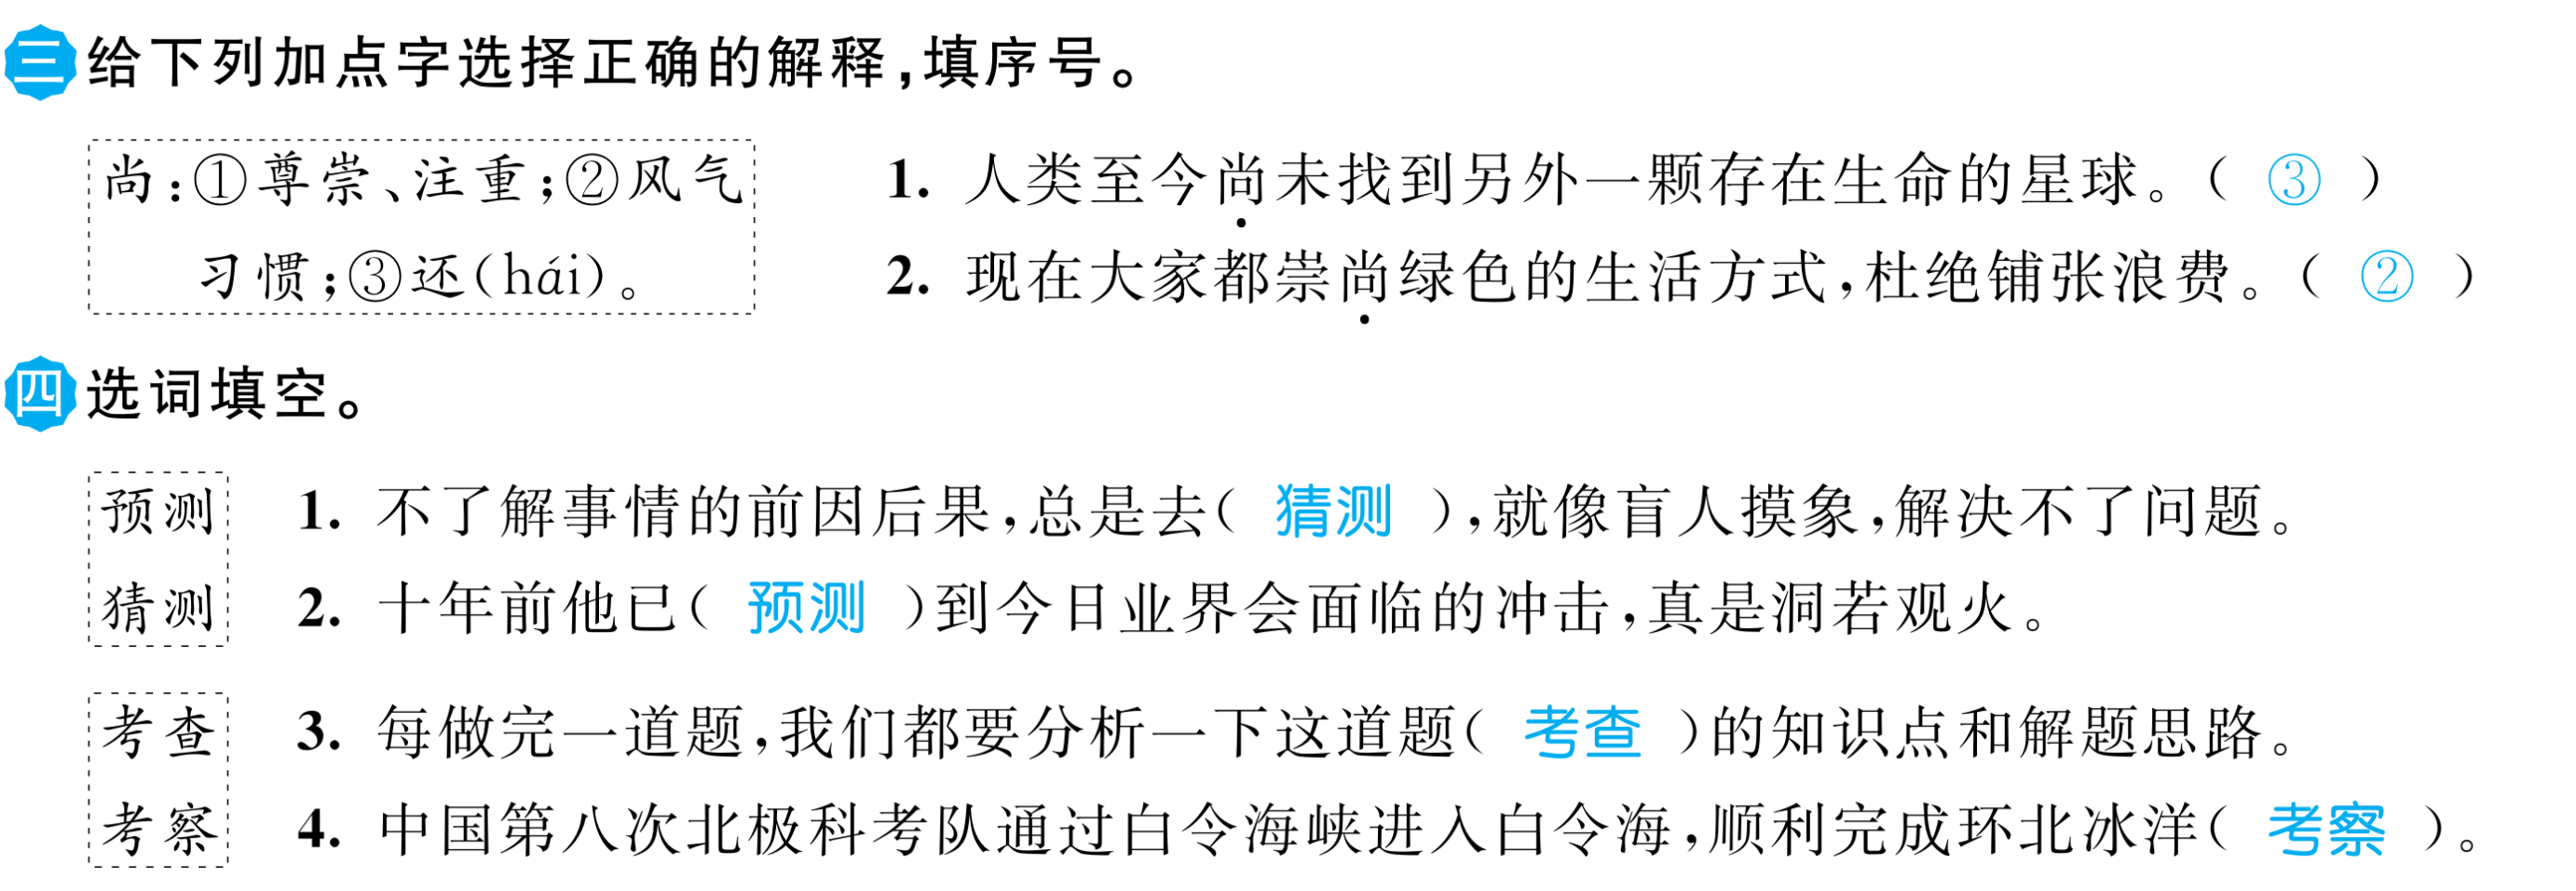 三 给下列加点字选择正确的解释,填序号。
尚:①尊崇、注重;②风气
习惯;③还(hái)。
1. 人类至今尚未找到另外一颗存在生命的星球。( ③ )
2. 现在大家都崇尚绿色的生活方式,杜绝铺张浪费。( ② )
四 选词填空。
预测
猜测
1. 不了解事情的前因后果,总是去( 猜测 ),就像盲人摸象,解决不了问题。
2. 十年前他已( 预测 )到今日业界会面临的冲击,真是洞若观火。
考查
考察
3. 每做完一道题,我们都要分析一下这道题( 考查 )的知识点和解题思路。
4. 中国第八次北极科考队通过白令海峡进入白令海,顺利完成环北冰洋( 考察 )。